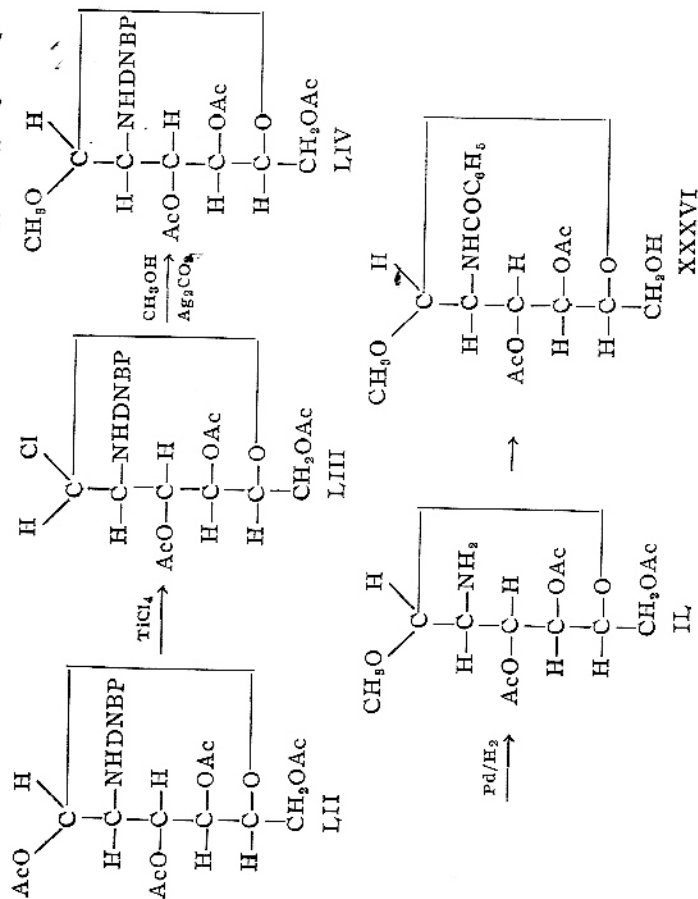 AcO H
C
H—C—NHDNBP
AcO—C—H
H—C—OAc
H—C—O
CH₂OAc
LII
TiCl₄
H Cl
C
H—C—NHDNBP
AcO—C—H
H—C—OAc
H—C—O
CH₂OAc
LIII
CH₃OH
Ag₂CO₃
CH₃O H
C
H—C—NHDNBP
AcO—C—H
H—C—OAc
H—C—O
CH₂OAc
LIV
Pd/H₂
CH₃O H
C
H—C—NH₂
AcO—C—H
H—C—OAc
H—C—O
CH₂OAc
IL
CH₃O H
C
H—C—NHCOC₆H₅
AcO—C—H
H—C—OAc
H—C—O
CH₂OH
XXXVI